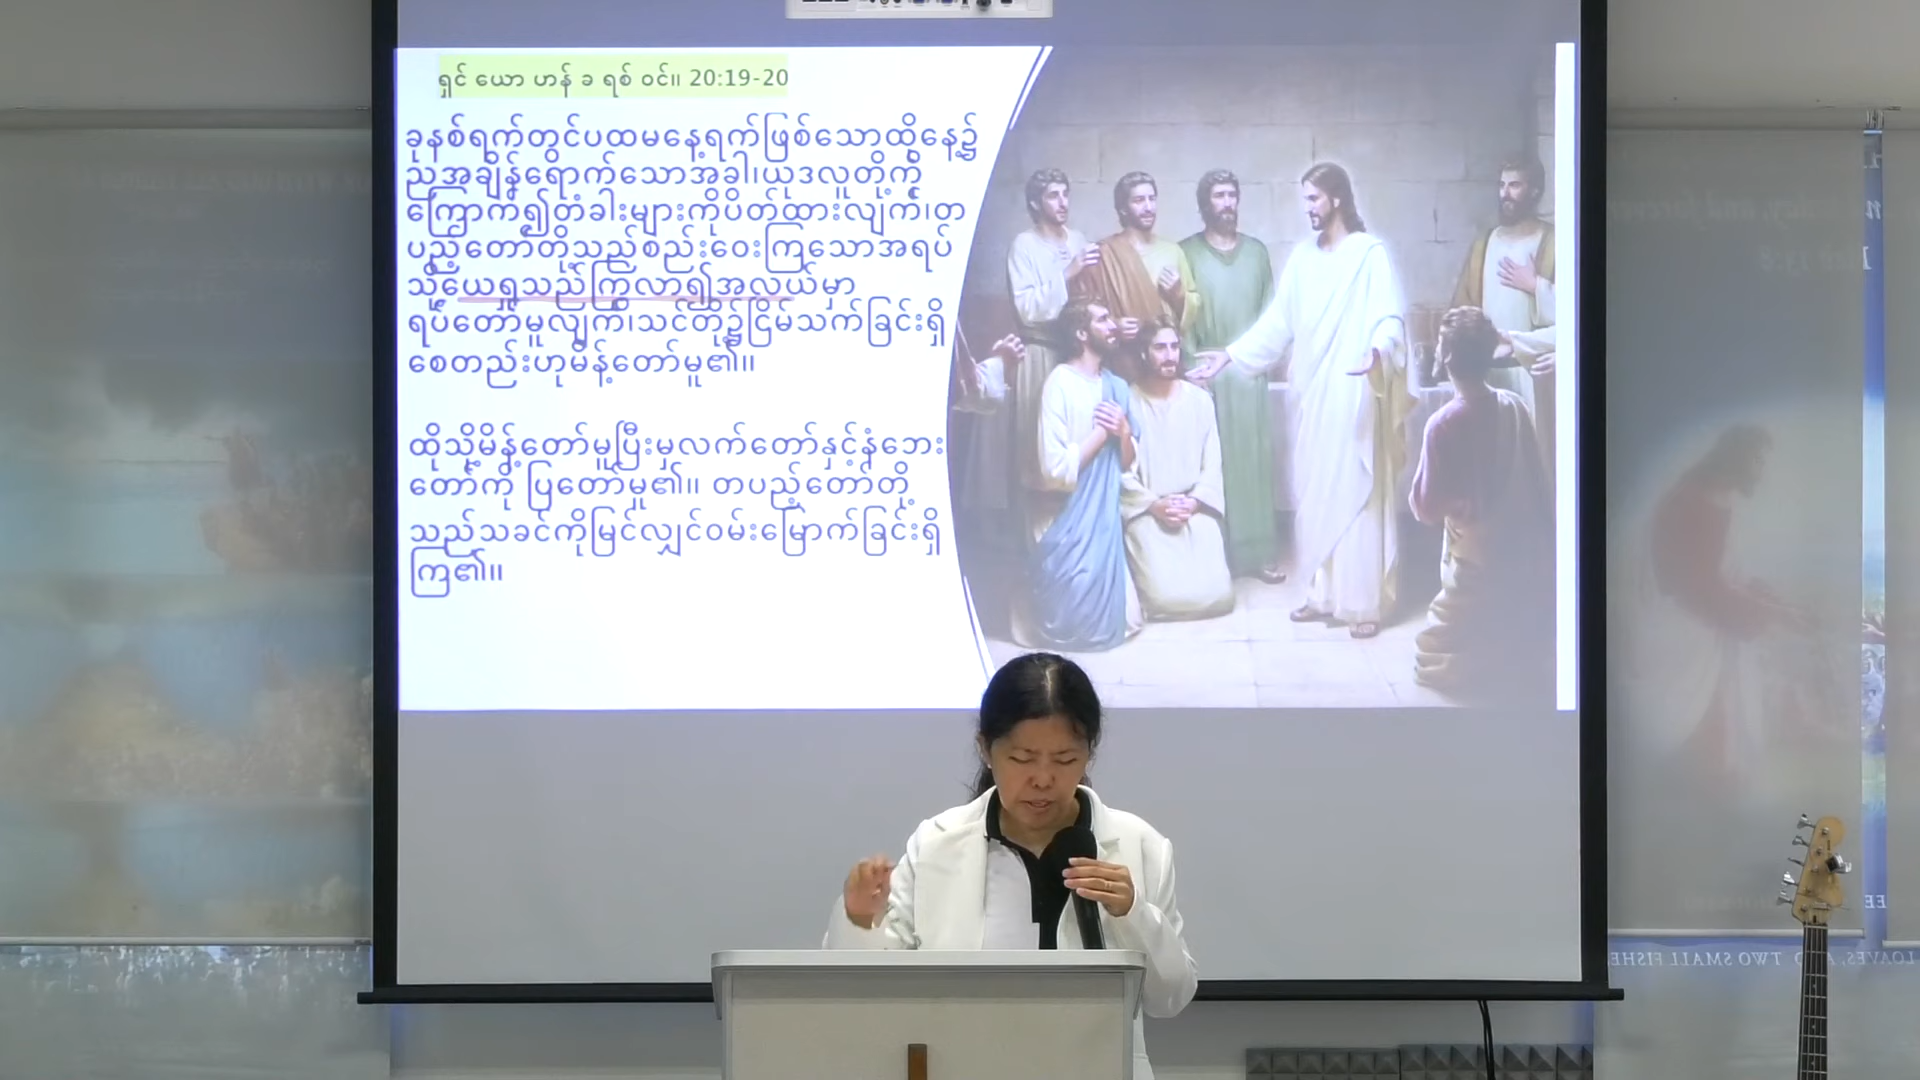 ရှင် ယော ဟန် ခ ရစ် ဝင်။ 20:19-20
ခုနစ်ရက်တွင်ပထမနေ့ရက်ဖြစ်သောထိုနေ့၌
ညအချိန်ရောက်သောအခါ၊ယုဒလူတို့ကို
ကြောက်၍တံခါးများကိုပိတ်ထားလျက်၊တ
ပည့်တော်တို့သည်စည်းဝေးကြသောအရပ်
သို့ယေရှုသည်ကြွလာ၍အလယ်မှာ
ရပ်တော်မူလျက်၊သင်တို့၌ငြိမ်သက်ခြင်းရှိ
စေတည်းဟုမိန့်တော်မူ၏။
ထိုသို့မိန့်တော်မူပြီးမှလက်တော်နှင့်နံဘေး
တော်ကို ပြတော်မူ၏။ တပည့်တော်တို့
သည်သခင်ကိုမြင်လျှင်ဝမ်းမြောက်ခြင်းရှိ
ကြ၏။
LOAVES, AND TWO SMALL FISHE